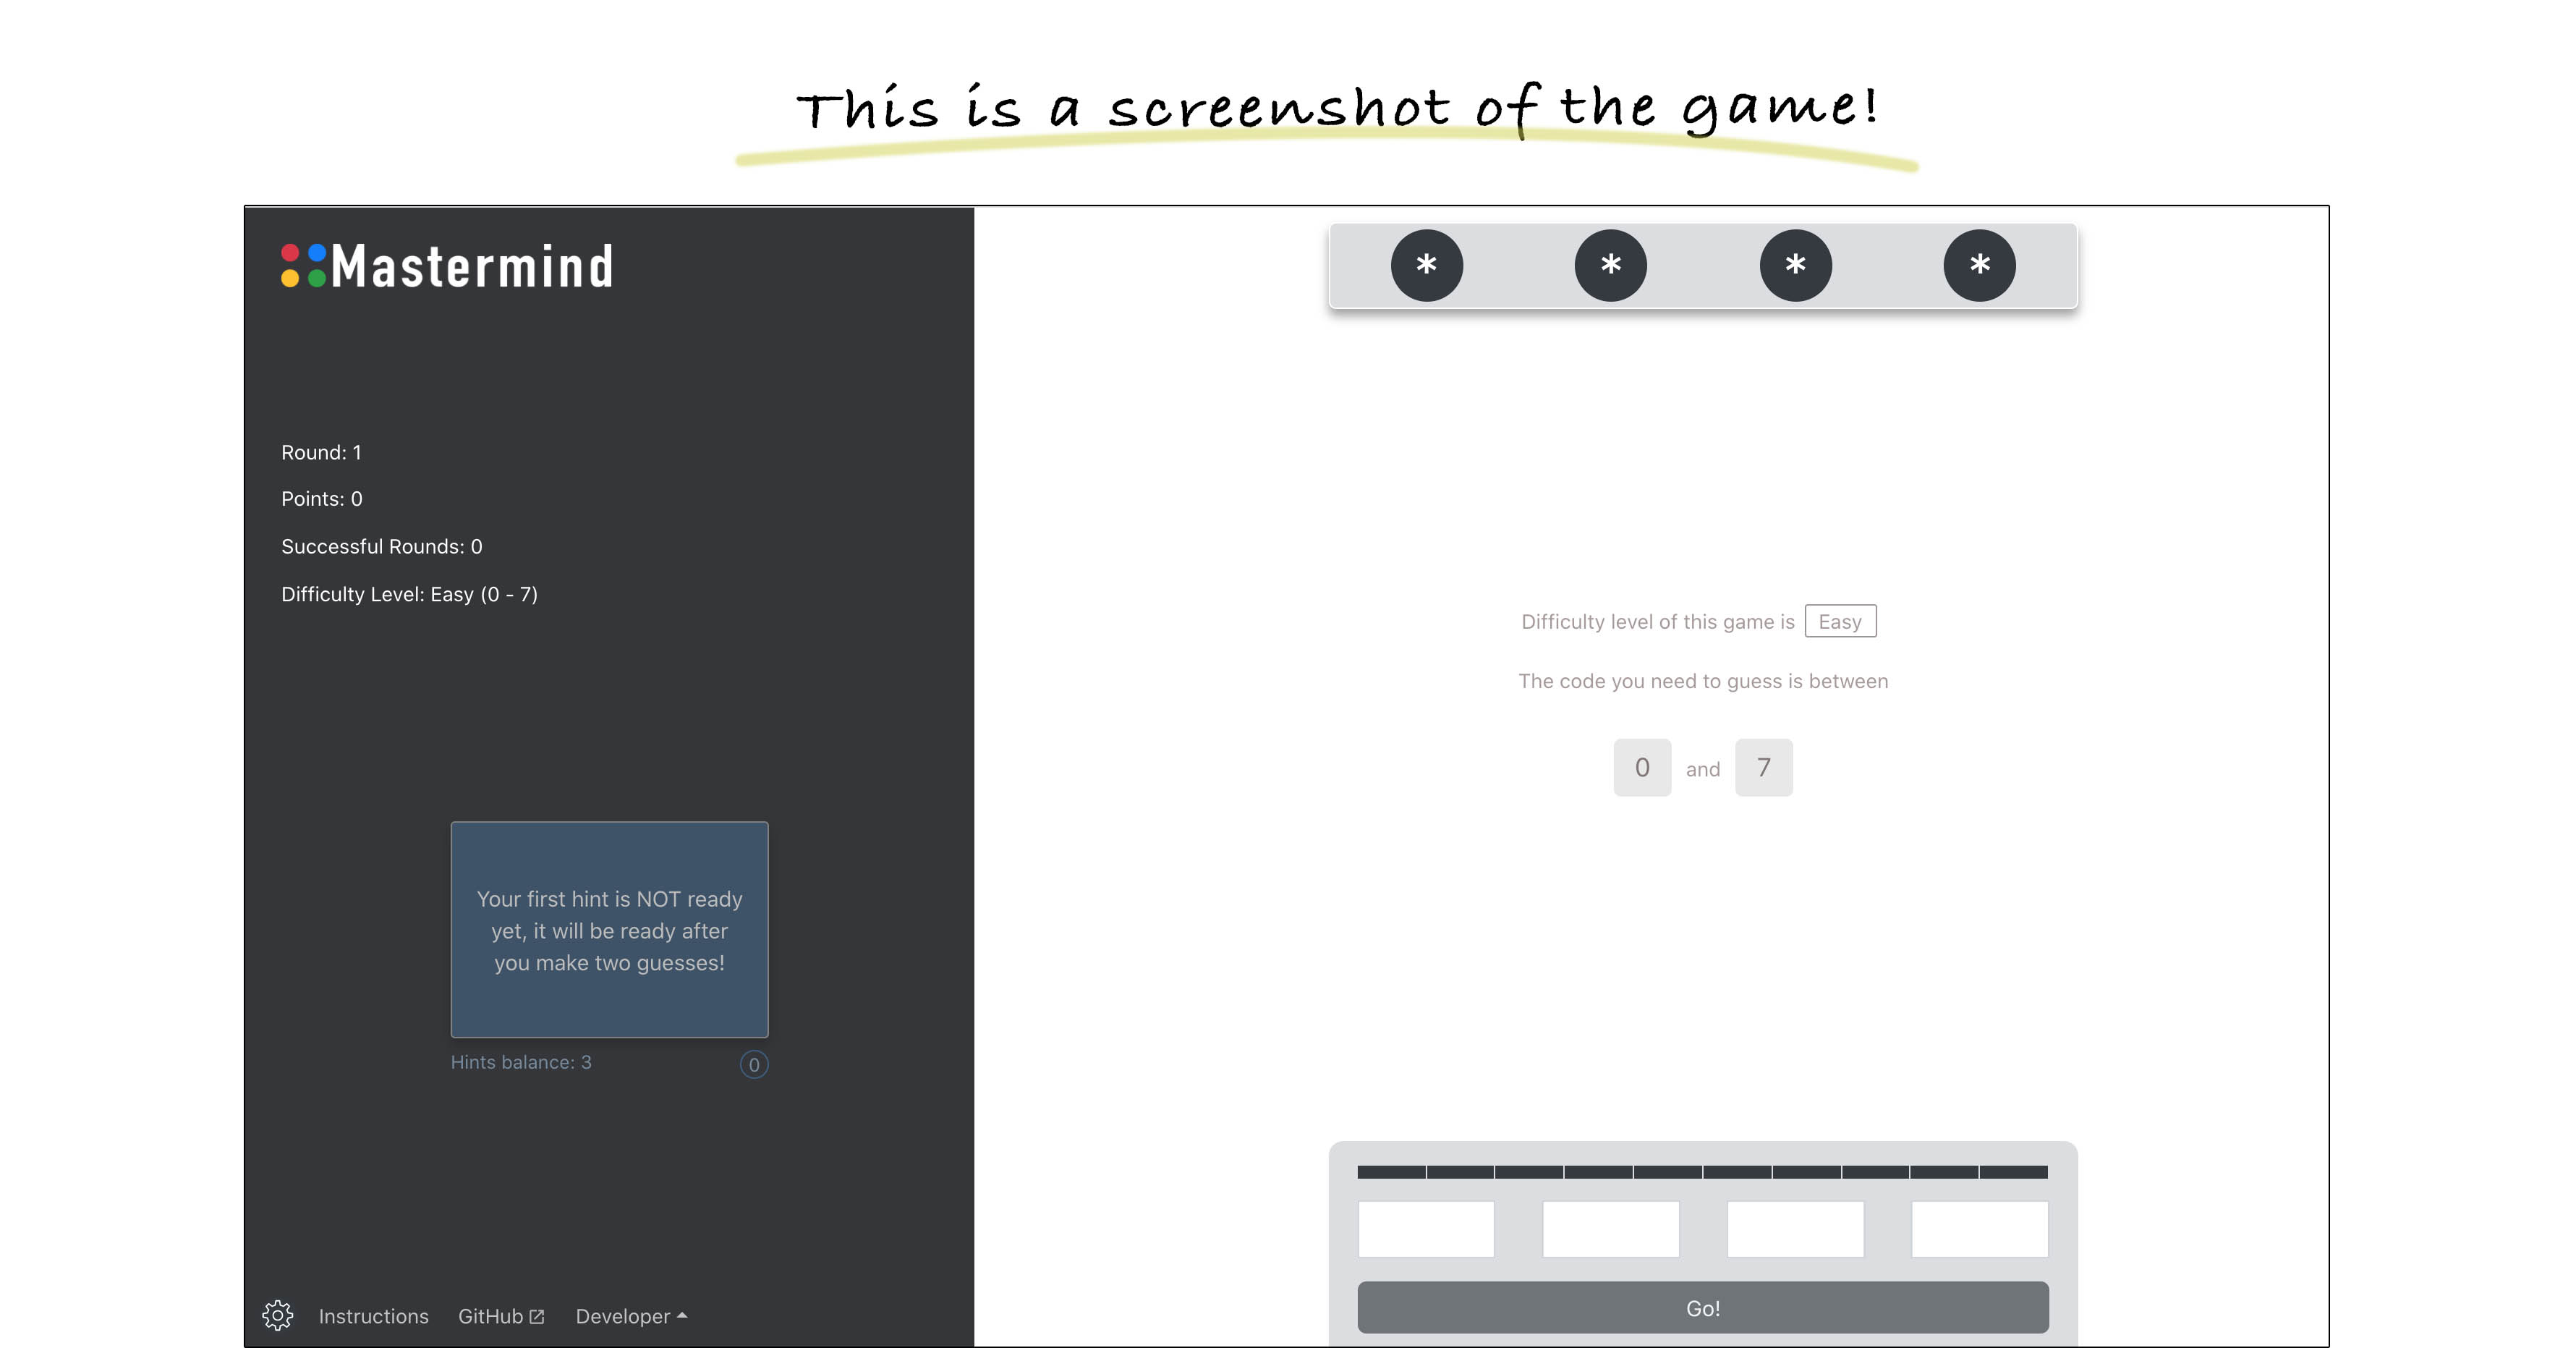 This is a screenshot of the game!
Mastermind
* * * *
Round: 1
Points: 0
Successful Rounds: 0
Difficulty Level: Easy (0 - 7)
Difficulty level of this game is Easy
The code you need to guess is between
0 and 7
Your first hint is NOT ready
yet, it will be ready after
you make two guesses!
Hints balance: 3
0
Go!
Instructions GitHub Developer